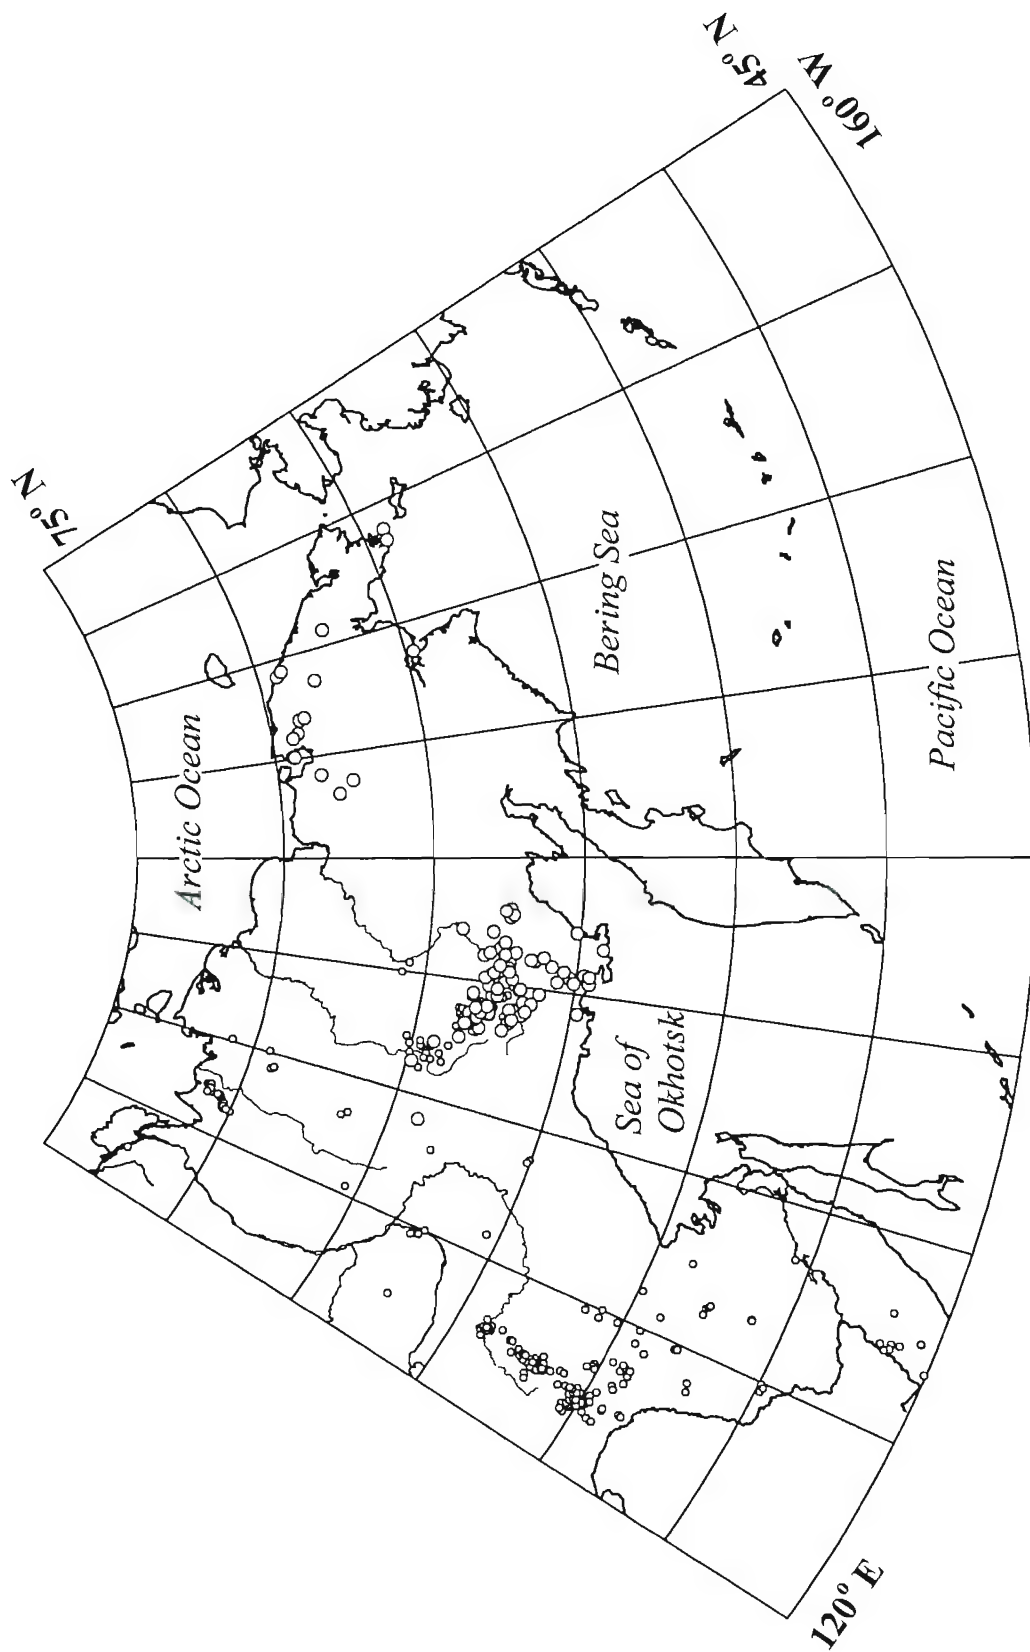 75° N
45° N
160° W
Arctic Ocean
Bering Sea
Pacific Ocean
Sea of
Okhotsk
120° E